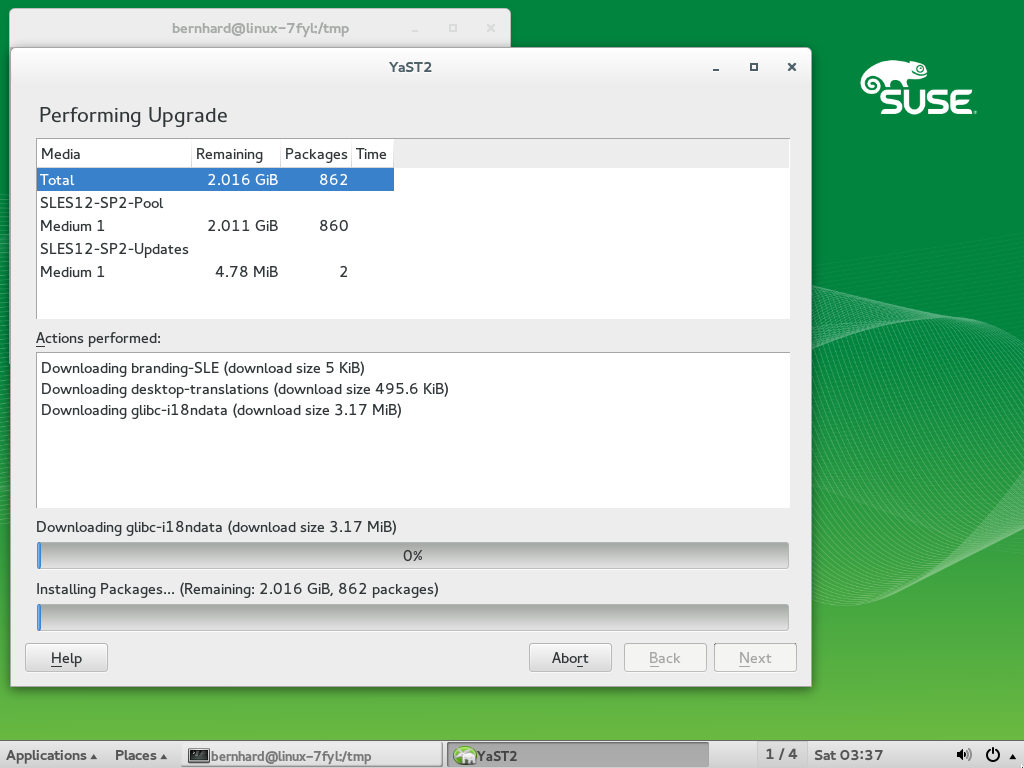 bernhard@linux-7fyl:/tmp
YaST2
SUSE
Performing Upgrade
Media Remaining Packages Time
Total 2.016 GiB 862
SLES12-SP2-Pool
Medium 1 2.011 GiB 860
SLES12-SP2-Updates
Medium 1 4.78 MiB 2
Actions performed:
Downloading branding-SLE (download size 5 KiB)
Downloading desktop-translations (download size 495.6 KiB)
Downloading glibc-i18ndata (download size 3.17 MiB)
Downloading glibc-i18ndata (download size 3.17 MiB)
0%
Installing Packages... (Remaining: 2.016 GiB, 862 packages)
Help Abort Back Next
Applications Places bernhard@linux-7fyl:/tmp YaST2 1 / 4 Sat 03:37